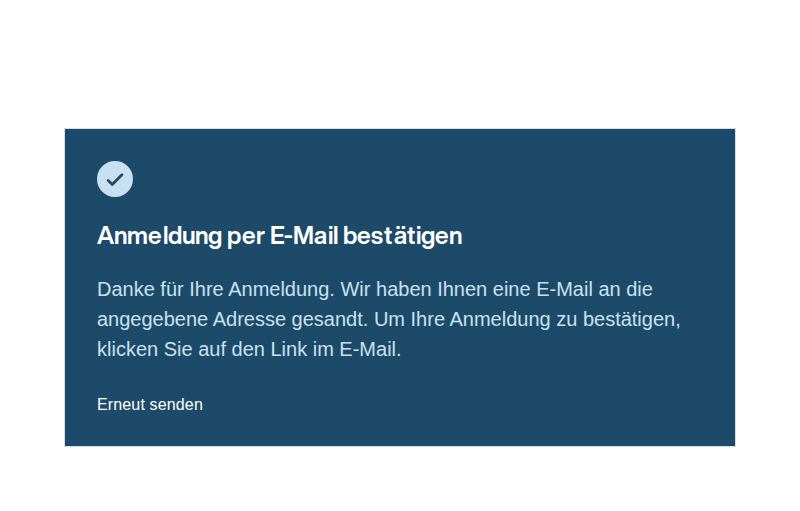 Anmeldung per E-Mail bestätigen
Danke für Ihre Anmeldung. Wir haben Ihnen eine E-Mail an die
angegebene Adresse gesandt. Um Ihre Anmeldung zu bestätigen,
klicken Sie auf den Link im E-Mail.
Erneut senden